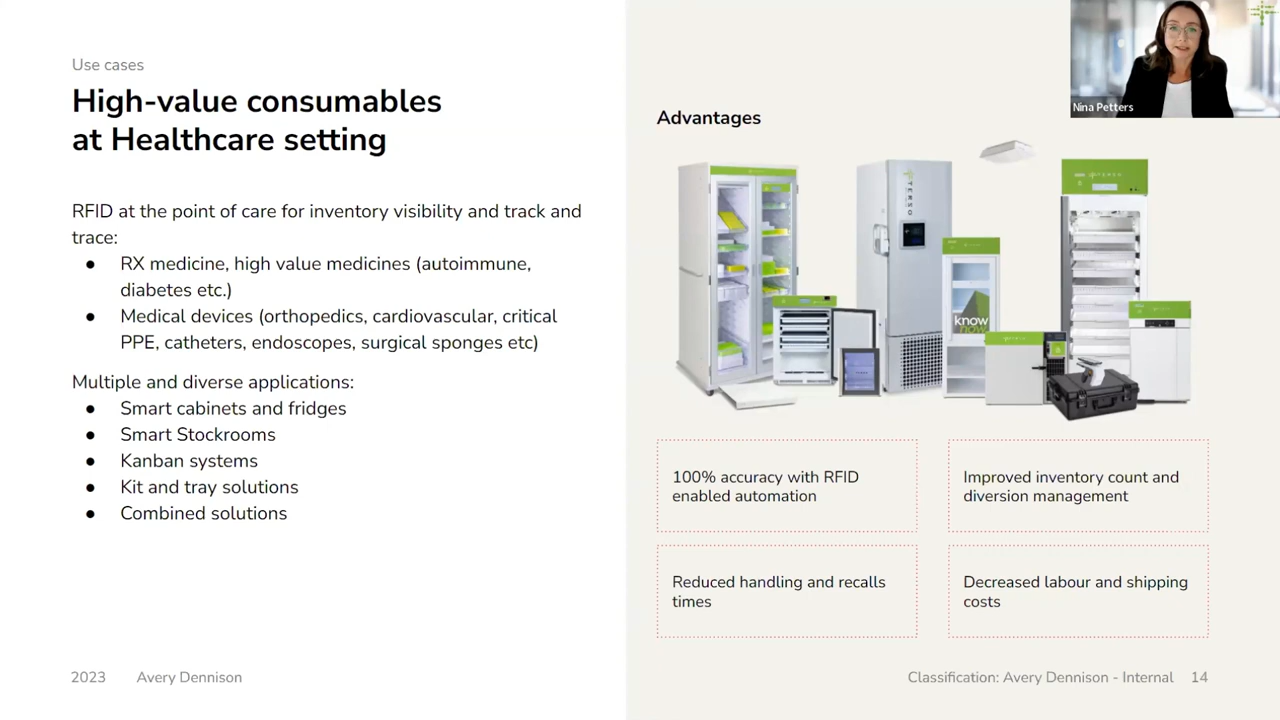 Use cases
High-value consumables
at Healthcare setting
RFID at the point of care for inventory visibility and track and
trace:
● RX medicine, high value medicines (autoimmune,
diabetes etc.)
● Medical devices (orthopedics, cardiovascular, critical
PPE, catheters, endoscopes, surgical sponges etc)
Multiple and diverse applications:
● Smart cabinets and fridges
● Smart Stockrooms
● Kanban systems
● Kit and tray solutions
● Combined solutions
2023 Avery Dennison
Nina Petters
Advantages
TERSO
know
now
100% accuracy with RFID
enabled automation
Improved inventory count and
diversion management
Reduced handling and recalls
times
Decreased labour and shipping
costs
Classification: Avery Dennison - Internal 14